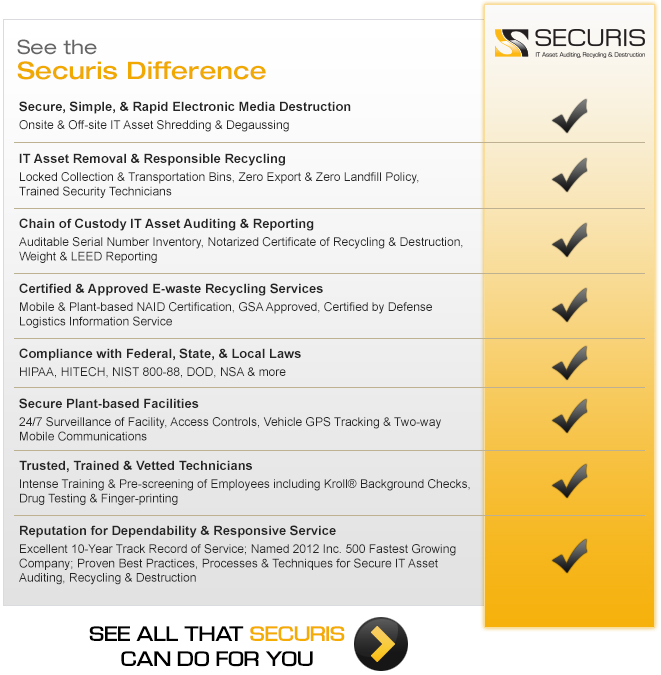 See the
Securis Difference
SECURIS
IT Asset Auditing, Recycling & Destruction
Secure, Simple, & Rapid Electronic Media Destruction
Onsite & Off-site IT Asset Shredding & Degaussing
IT Asset Removal & Responsible Recycling
Locked Collection & Transportation Bins, Zero Export & Zero Landfill Policy,
Trained Security Technicians
Chain of Custody IT Asset Auditing & Reporting
Auditable Serial Number Inventory, Notarized Certificate of Recycling & Destruction,
Weight & LEED Reporting
Certified & Approved E-waste Recycling Services
Mobile & Plant-based NAID Certification, GSA Approved, Certified by Defense
Logistics Information Service
Compliance with Federal, State, & Local Laws
HIPAA, HITECH, NIST 800-88, DOD, NSA & more
Secure Plant-based Facilities
24/7 Surveillance of Facility, Access Controls, Vehicle GPS Tracking & Two-way
Mobile Communications
Trusted, Trained & Vetted Technicians
Intense Training & Pre-screening of Employees including Kroll® Background Checks,
Drug Testing & Finger-printing
Reputation for Dependability & Responsive Service
Excellent 10-Year Track Record of Service; Named 2012 Inc. 500 Fastest Growing
Company; Proven Best Practices, Processes & Techniques for Secure IT Asset
Auditing, Recycling & Destruction
SEE ALL THAT SECURIS
CAN DO FOR YOU